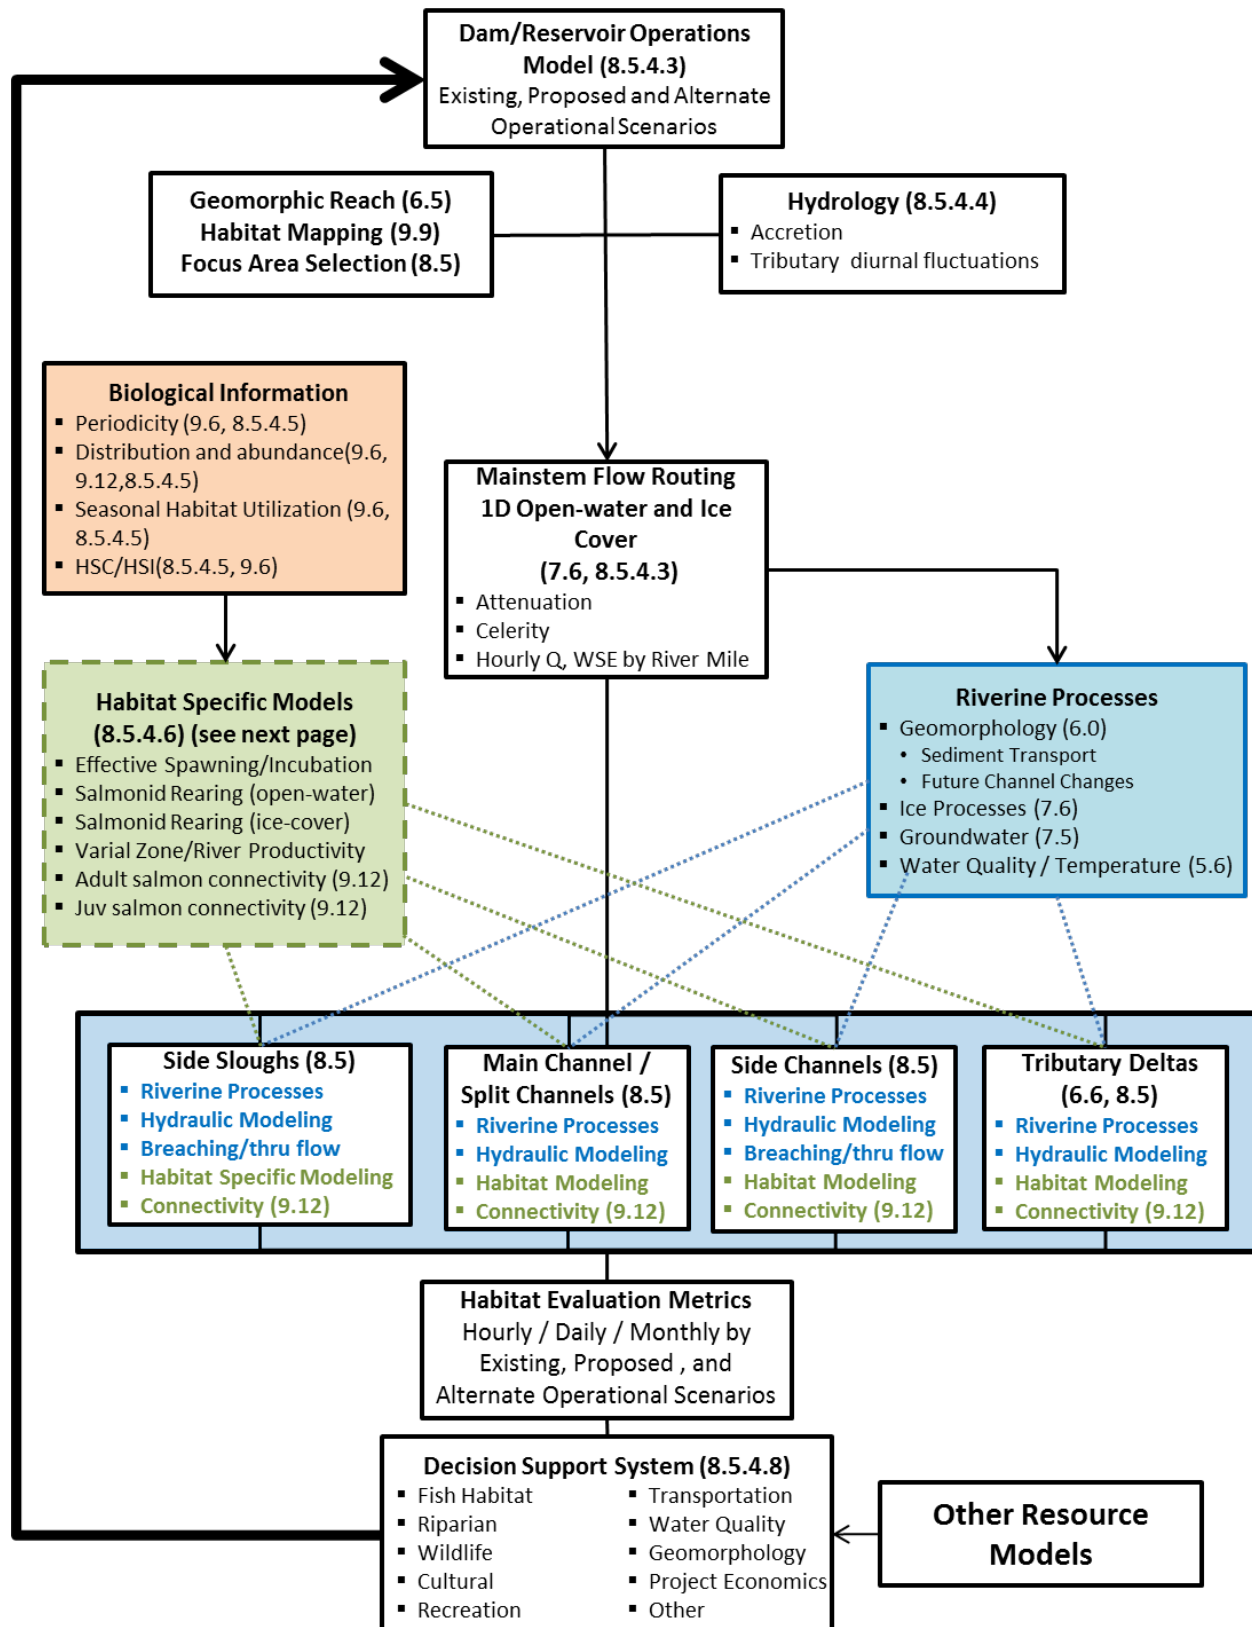 Dam/Reservoir Operations
Model (8.5.4.3)
Existing, Proposed and Alternate
Operational Scenarios
Geomorphic Reach (6.5)
Habitat Mapping (9.9)
Focus Area Selection (8.5)
Hydrology (8.5.4.4)
▪ Accretion
▪ Tributary diurnal fluctuations
Biological Information
▪ Periodicity (9.6, 8.5.4.5)
▪ Distribution and abundance(9.6,
9.12,8.5.4.5)
▪ Seasonal Habitat Utilization (9.6,
8.5.4.5)
▪ HSC/HSI(8.5.4.5, 9.6)
Mainstem Flow Routing
1D Open-water and Ice
Cover
(7.6, 8.5.4.3)
▪ Attenuation
▪ Celerity
▪ Hourly Q, WSE by River Mile
Habitat Specific Models
(8.5.4.6) (see next page)
▪ Effective Spawning/Incubation
▪ Salmonid Rearing (open-water)
▪ Salmonid Rearing (ice-cover)
▪ Varial Zone/River Productivity
▪ Adult salmon connectivity (9.12)
▪ Juv salmon connectivity (9.12)
Riverine Processes
▪ Geomorphology (6.0)
• Sediment Transport
• Future Channel Changes
▪ Ice Processes (7.6)
▪ Groundwater (7.5)
▪ Water Quality / Temperature (5.6)
Side Sloughs (8.5)
▪ Riverine Processes
▪ Hydraulic Modeling
▪ Breaching/thru flow
▪ Habitat Specific Modeling
▪ Connectivity (9.12)
Main Channel /
Split Channels (8.5)
▪ Riverine Processes
▪ Hydraulic Modeling
▪ Habitat Modeling
▪ Connectivity (9.12)
Side Channels (8.5)
▪ Riverine Processes
▪ Hydraulic Modeling
▪ Breaching/thru flow
▪ Habitat Modeling
▪ Connectivity (9.12)
Tributary Deltas
(6.6, 8.5)
▪ Riverine Processes
▪ Hydraulic Modeling
▪ Habitat Modeling
▪ Connectivity (9.12)
Habitat Evaluation Metrics
Hourly / Daily / Monthly by
Existing, Proposed , and
Alternate Operational Scenarios
Decision Support System (8.5.4.8)
▪ Fish Habitat
▪ Riparian
▪ Wildlife
▪ Cultural
▪ Recreation
▪ Transportation
▪ Water Quality
▪ Geomorphology
▪ Project Economics
▪ Other
Other Resource
Models